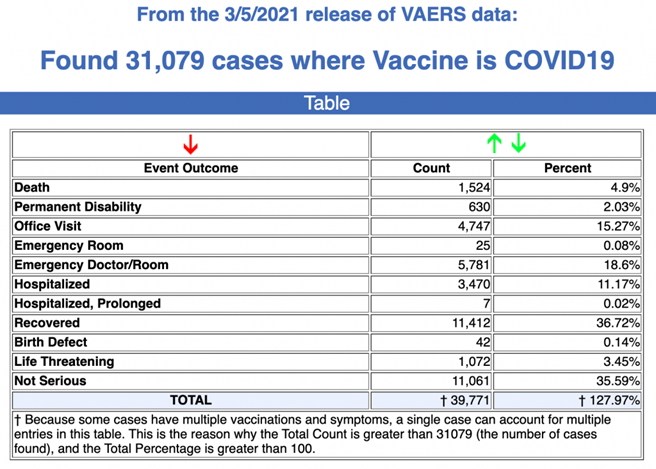 From the 3/5/2021 release of VAERS data:
Found 31,079 cases where Vaccine is COVID19
Table
Event Outcome Count Percent
Death 1,524 4.9%
Permanent Disability 630 2.03%
Office Visit 4,747 15.27%
Emergency Room 25 0.08%
Emergency Doctor/Room 5,781 18.6%
Hospitalized 3,470 11.17%
Hospitalized, Prolonged 7 0.02%
Recovered 11,412 36.72%
Birth Defect 42 0.14%
Life Threatening 1,072 3.45%
Not Serious 11,061 35.59%
TOTAL † 39,771 † 127.97%
† Because some cases have multiple vaccinations and symptoms, a single case can account for multiple
entries in this table. This is the reason why the Total Count is greater than 31079 (the number of cases
found), and the Total Percentage is greater than 100.